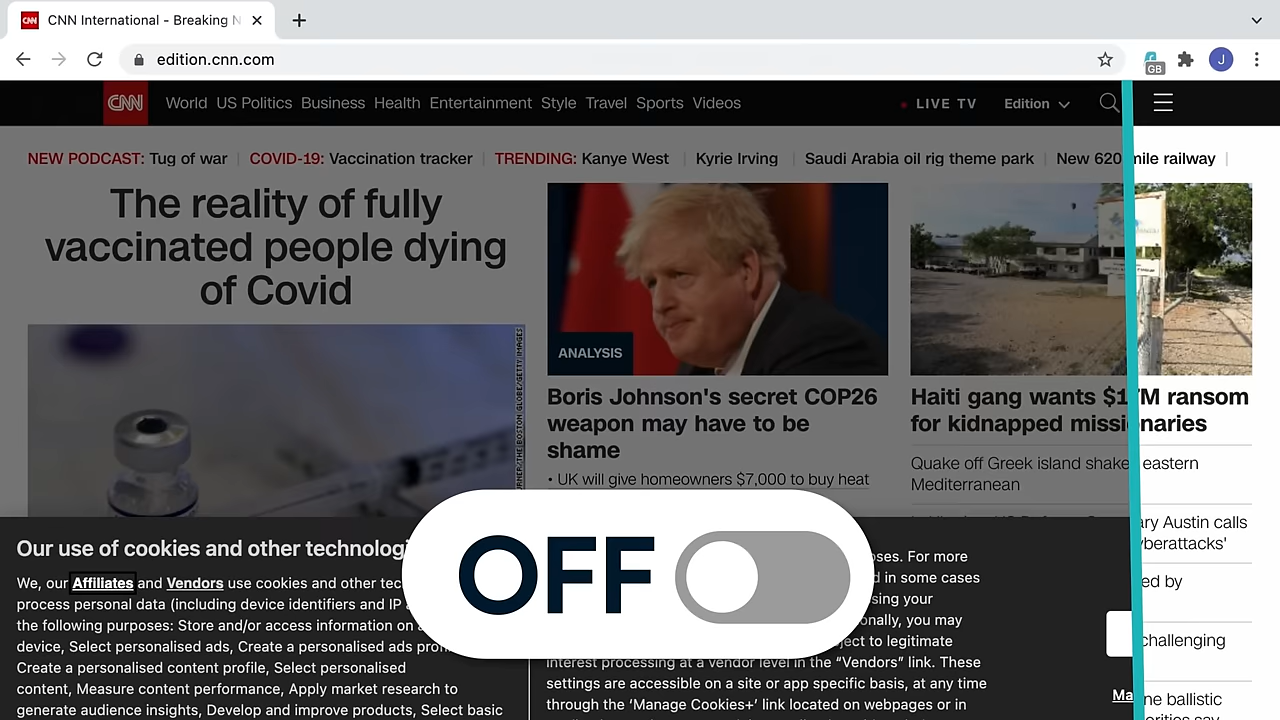 CNN International - Breaking N
edition.cnn.com
GB
J
CNN World US Politics Business Health Entertainment Style Travel Sports Videos
LIVE TV Edition
NEW PODCAST: Tug of war
COVID-19: Vaccination tracker
TRENDING: Kanye West
Kyrie Irving
Saudi Arabia oil rig theme park
New 620 mile railway
The reality of fully
vaccinated people dying
of Covid
ANALYSIS
Boris Johnson's secret COP26
weapon may have to be
shame
• UK will give homeowners $7,000 to buy heat
Haiti gang wants $17M ransom
for kidnapped missionaries
Quake off Greek island shakes eastern
Mediterranean
ary Austin calls
yberattacks'
ed by
challenging
ne ballistic
Our use of cookies and other technologi
We, our Affiliates and Vendors use cookies and other tec
process personal data (including device identifiers and IP
the following purposes: Store and/or access information on
device, Select personalised ads, Create a personalised ads
Create a personalised content profile, Select personalised
content, Measure content performance, Apply market research to
generate audience insights, Develop and improve products, Select basic
OFF
oses. For more
d in some cases
sing your
onally, you may
ject to legitimate
interest processing at a vendor level in the “Vendors” link. These
settings are accessible on a site or app specific basis, at any time
through the ‘Manage Cookies+’ link located on webpages or in
Ma